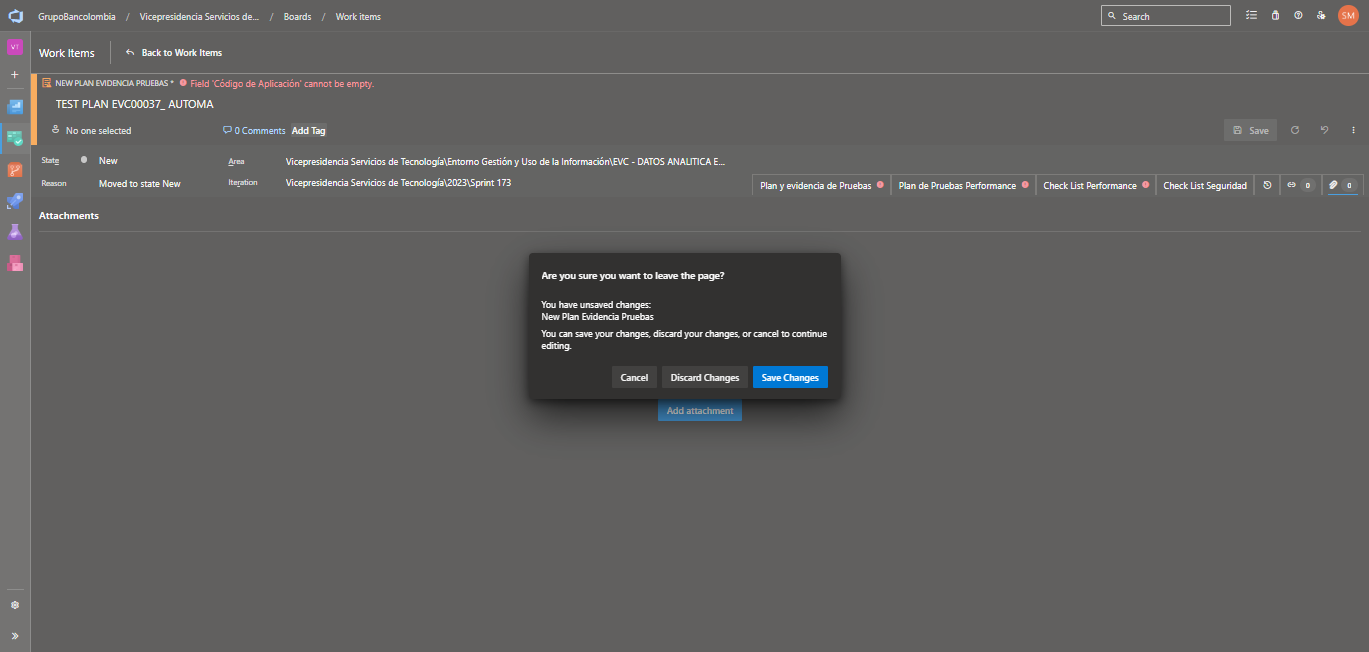 GrupoBancolombia / Vicepresidencia Servicios de... / Boards / Work items
Search
SM
VT
Work Items
Back to Work Items
NEW PLAN EVIDENCIA PRUEBAS * Field 'Código de Aplicación' cannot be empty.
TEST PLAN EVC00037_ AUTOMA
No one selected
0 Comments
Add Tag
Save
State
New
Area
Vicepresidencia Servicios de Tecnología\Entorno Gestión y Uso de la Información\EVC - DATOS ANALITICA E...
Reason
Moved to state New
Iteration
Vicepresidencia Servicios de Tecnología\2023\Sprint 173
Plan y evidencia de Pruebas
Plan de Pruebas Performance
Check List Performance
Check List Seguridad
0
0
Attachments
Are you sure you want to leave the page?
You have unsaved changes:
New Plan Evidencia Pruebas
You can save your changes, discard your changes, or cancel to continue
editing.
Cancel
Discard Changes
Save Changes
Add attachment